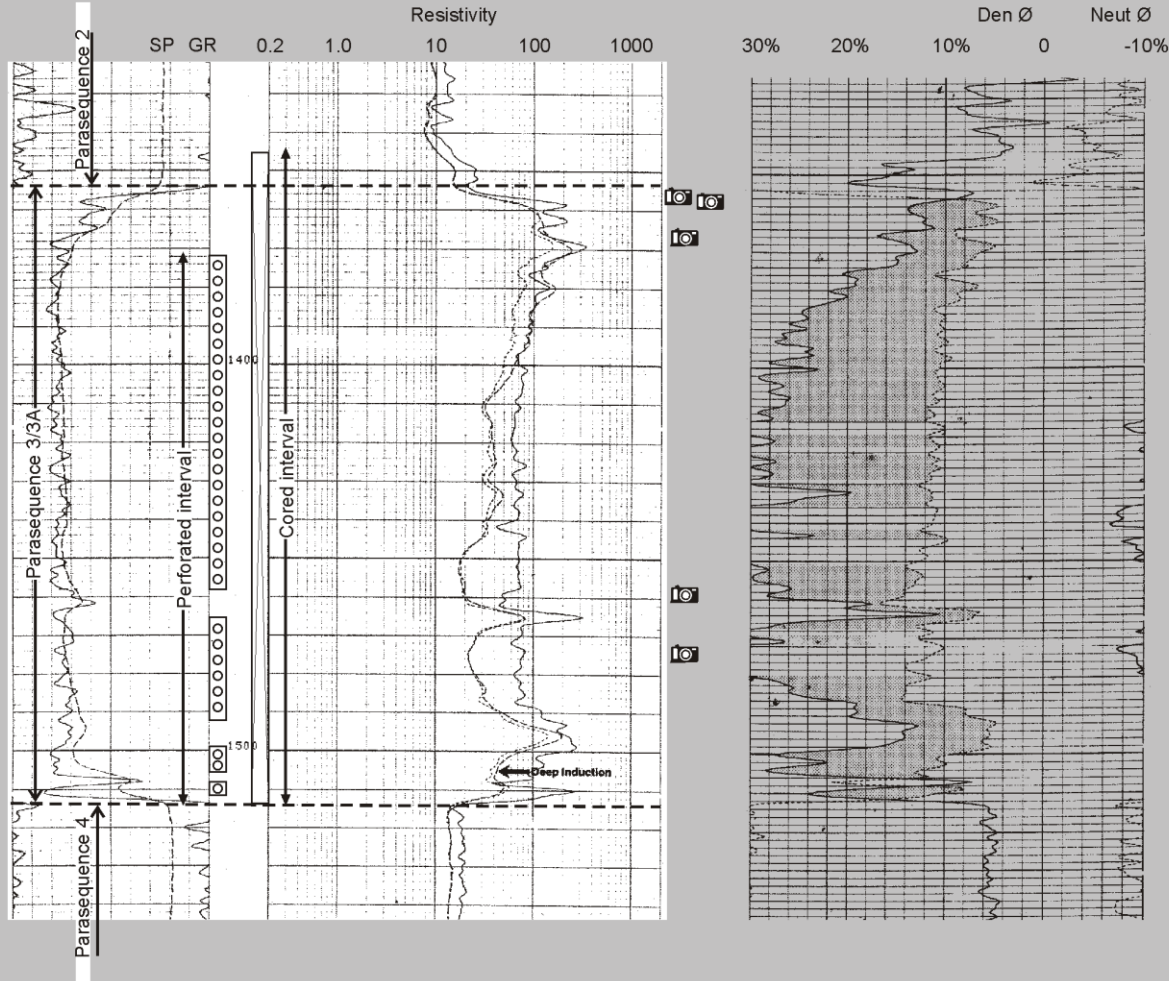 Resistivity
Den Ø Neut Ø
SP GR 0.2 1.0 10 100 1000 30% 20% 10% 0 -10%
Parasequence 2
Parasequence 3/3A
Perforated interval
Cored interval
1400
1500
Deep Induction
Parasequence 4